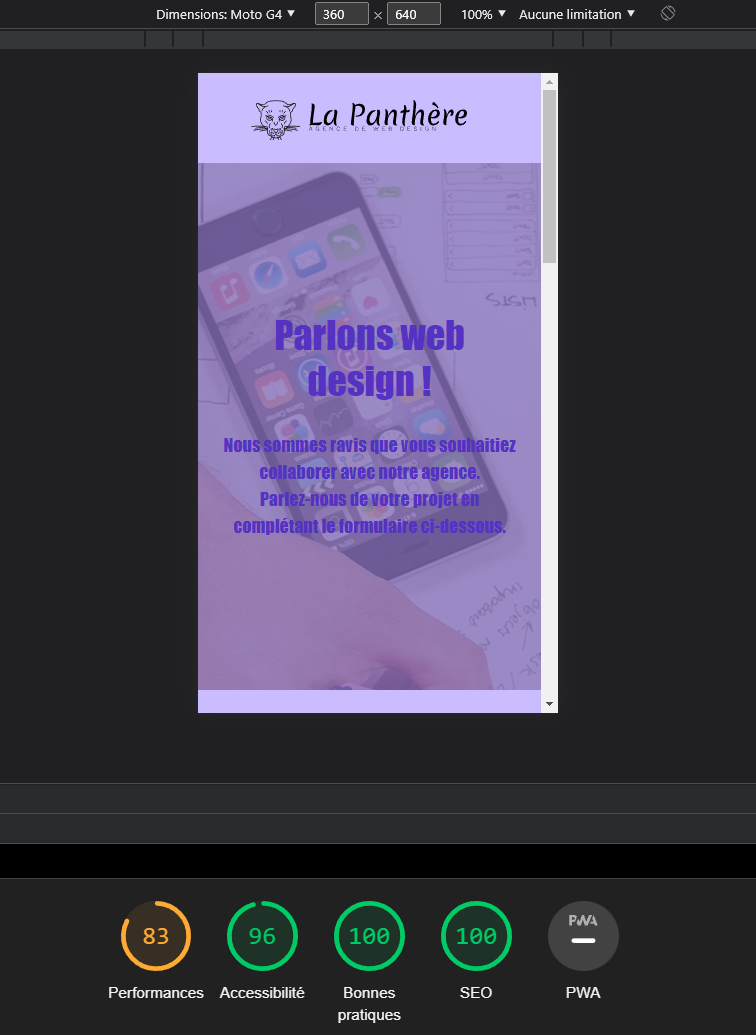 Dimensions: Moto G4 ▼ 360 × 640 100% ▼ Aucune limitation ▼
La Panthère
AGENCE DE WEB DESIGN
LISTS
Parlons web
design !
Nous sommes ravis que vous souhaitiez
collaborer avec notre agence.
Parlez-nous de votre projet en
complétant le formulaire ci-dessous.
83 96 100 100 PWA
Performances Accessibilité Bonnes pratiques SEO PWA